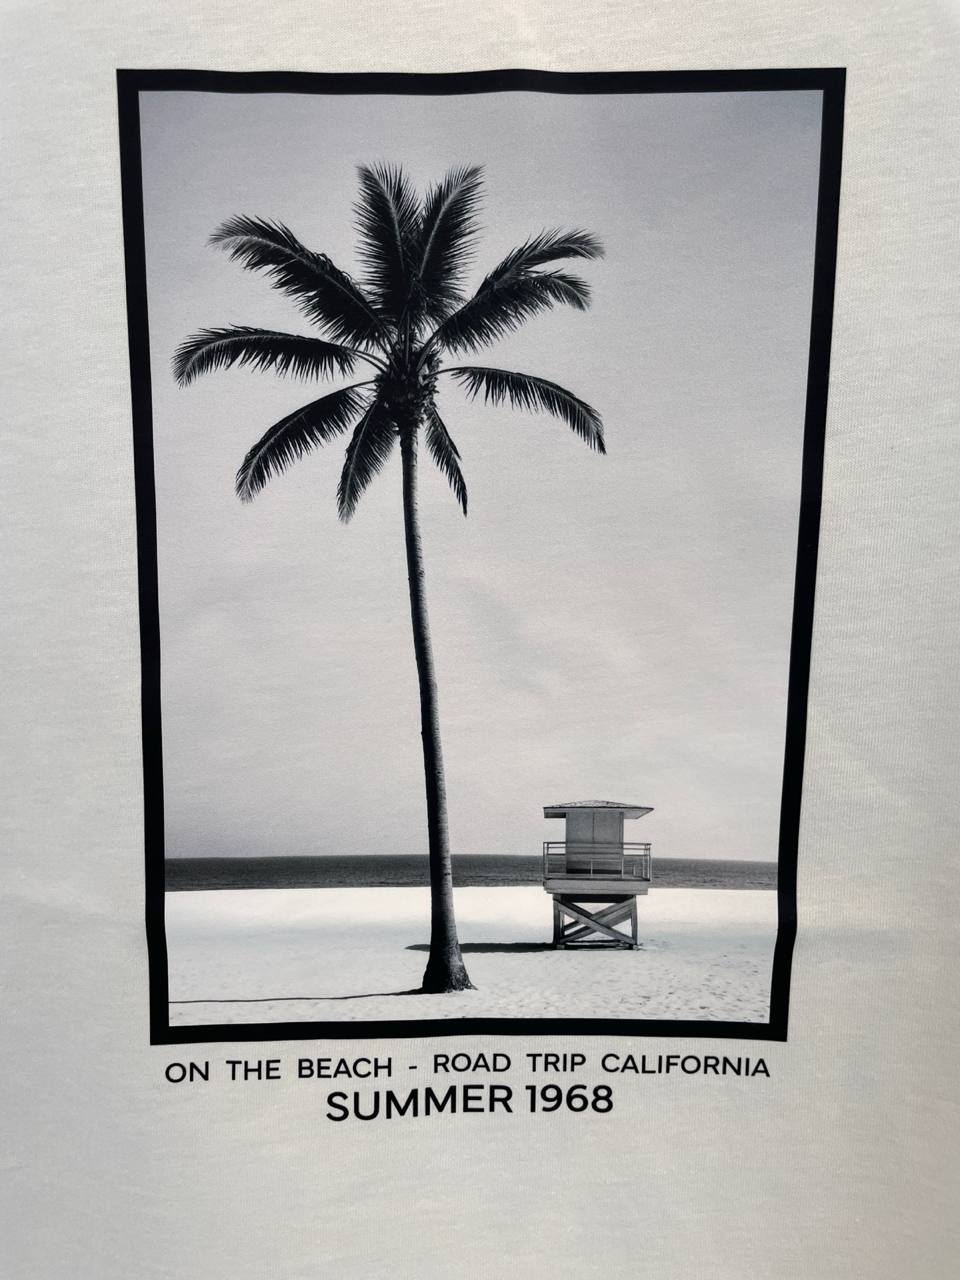 ON THE BEACH - ROAD TRIP CALIFORNIA
SUMMER 1968